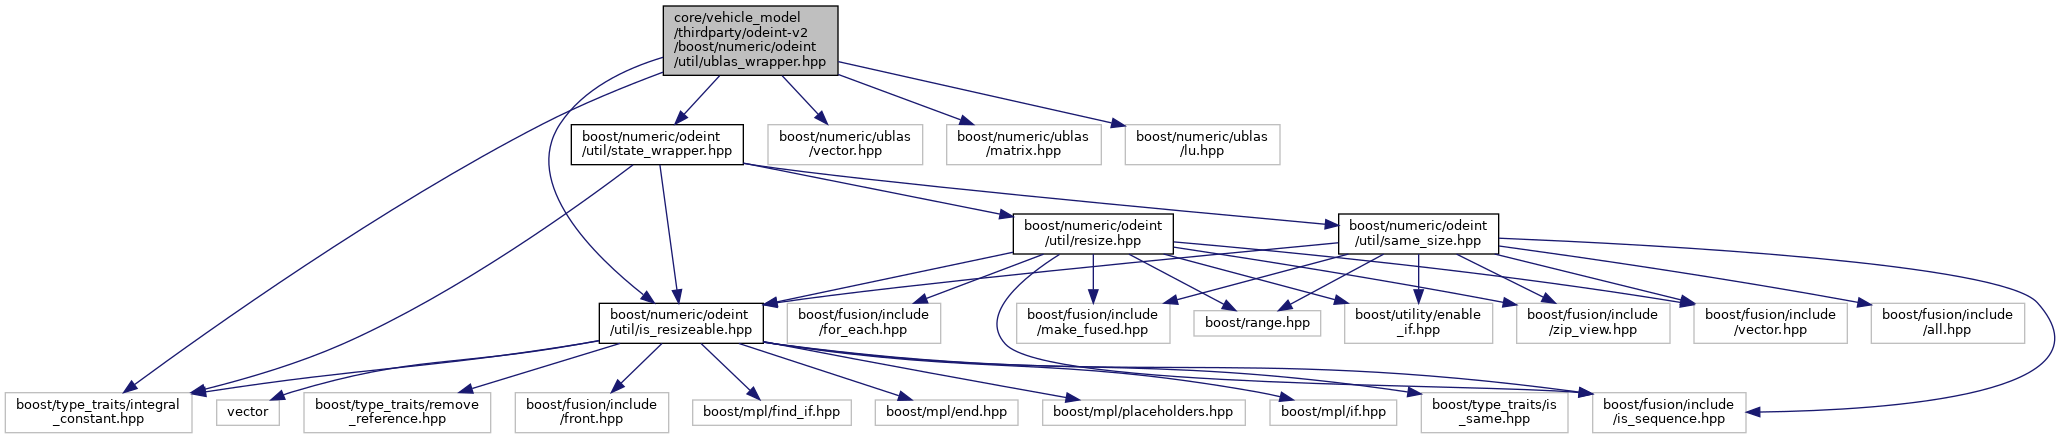 core/vehicle_model
/thirdparty/odeint-v2
/boost/numeric/odeint
/util/ublas_wrapper.hpp
boost/numeric/odeint
/util/state_wrapper.hpp
boost/numeric/ublas
/vector.hpp
boost/numeric/ublas
/matrix.hpp
boost/numeric/ublas
/lu.hpp
boost/numeric/odeint
/util/resize.hpp
boost/numeric/odeint
/util/same_size.hpp
boost/numeric/odeint
/util/is_resizeable.hpp
boost/fusion/include
/for_each.hpp
boost/fusion/include
/make_fused.hpp
boost/range.hpp
boost/utility/enable
_if.hpp
boost/fusion/include
/zip_view.hpp
boost/fusion/include
/vector.hpp
boost/fusion/include
/all.hpp
boost/type_traits/integral
_constant.hpp
vector
boost/type_traits/remove
_reference.hpp
boost/fusion/include
/front.hpp
boost/mpl/find_if.hpp
boost/mpl/end.hpp
boost/mpl/placeholders.hpp
boost/mpl/if.hpp
boost/type_traits/is
_same.hpp
boost/fusion/include
/is_sequence.hpp